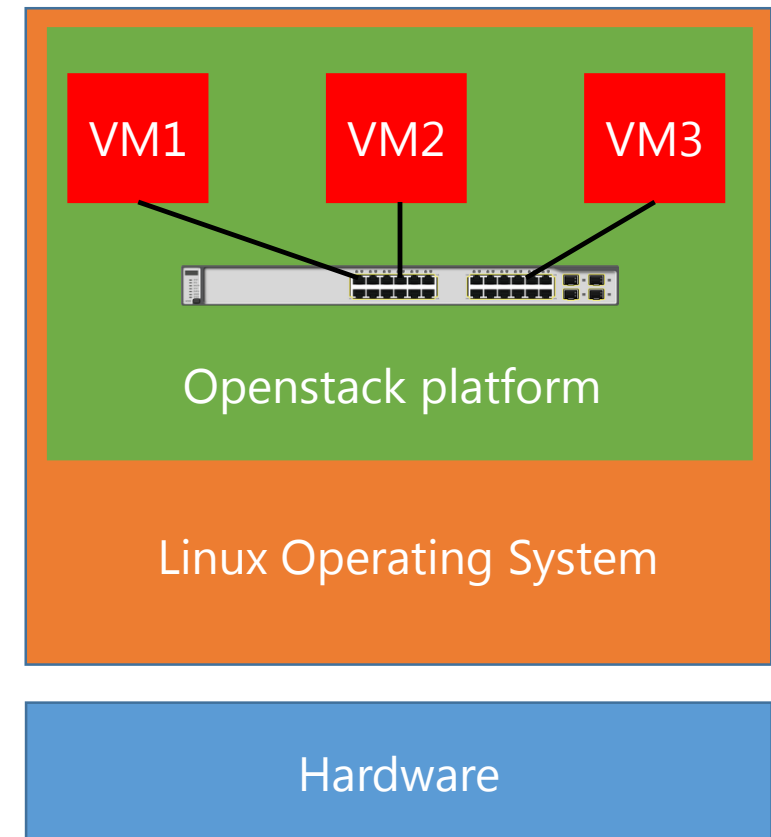 VM1
VM2
VM3
Openstack platform
Linux Operating System
Hardware